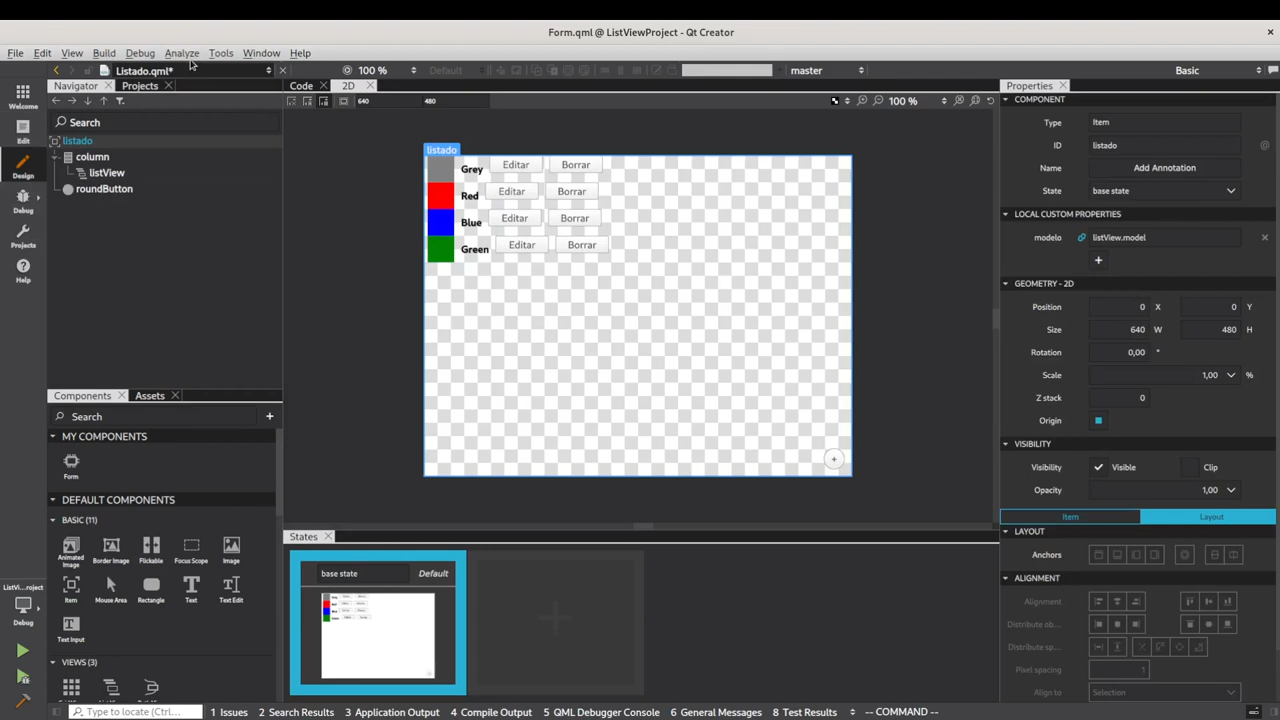 Form.qml @ ListViewProject - Qt Creator
File Edit View Build Debug Analyze Tools Window Help
Listado.qml* 100 % Default master Basic
Welcome
Edit
Design
Debug
Projects
Help
ListV...roject
Debug
Navigator Projects
Search
listado
column
listView
roundButton
Components Assets
Search
MY COMPONENTS
Form
DEFAULT COMPONENTS
BASIC (11)
Animated Image Border Image Flickable Focus Scope Image
Item Mouse Area Rectangle Text Text Edit
Text Input
VIEWS (3)
Code 2D
640 480 100 %
listado
Grey Editar Borrar
Red Editar Borrar
Blue Editar Borrar
Green Editar Borrar
+
States
base state Default
Properties
COMPONENT
Type Item
ID listado
Name Add Annotation
State base state
LOCAL CUSTOM PROPERTIES
modelo listView.model
+
GEOMETRY - 2D
Position 0 X 0 Y
Size 640 W 480 H
Rotation 0,00 °
Scale 1,00 %
Z stack 0
Origin
VISIBILITY
Visibility Visible Clip
Opacity 1,00
Item Layout
LAYOUT
Anchors
ALIGNMENT
Alignment
Distribute ob...
Distribute sp...
Pixel spacing 1
Align to Selection
Type to locate (Ctrl... 1 Issues 2 Search Results 3 Application Output 4 Compile Output 5 QML Debugger Console 6 General Messages 8 Test Results -- COMMAND --